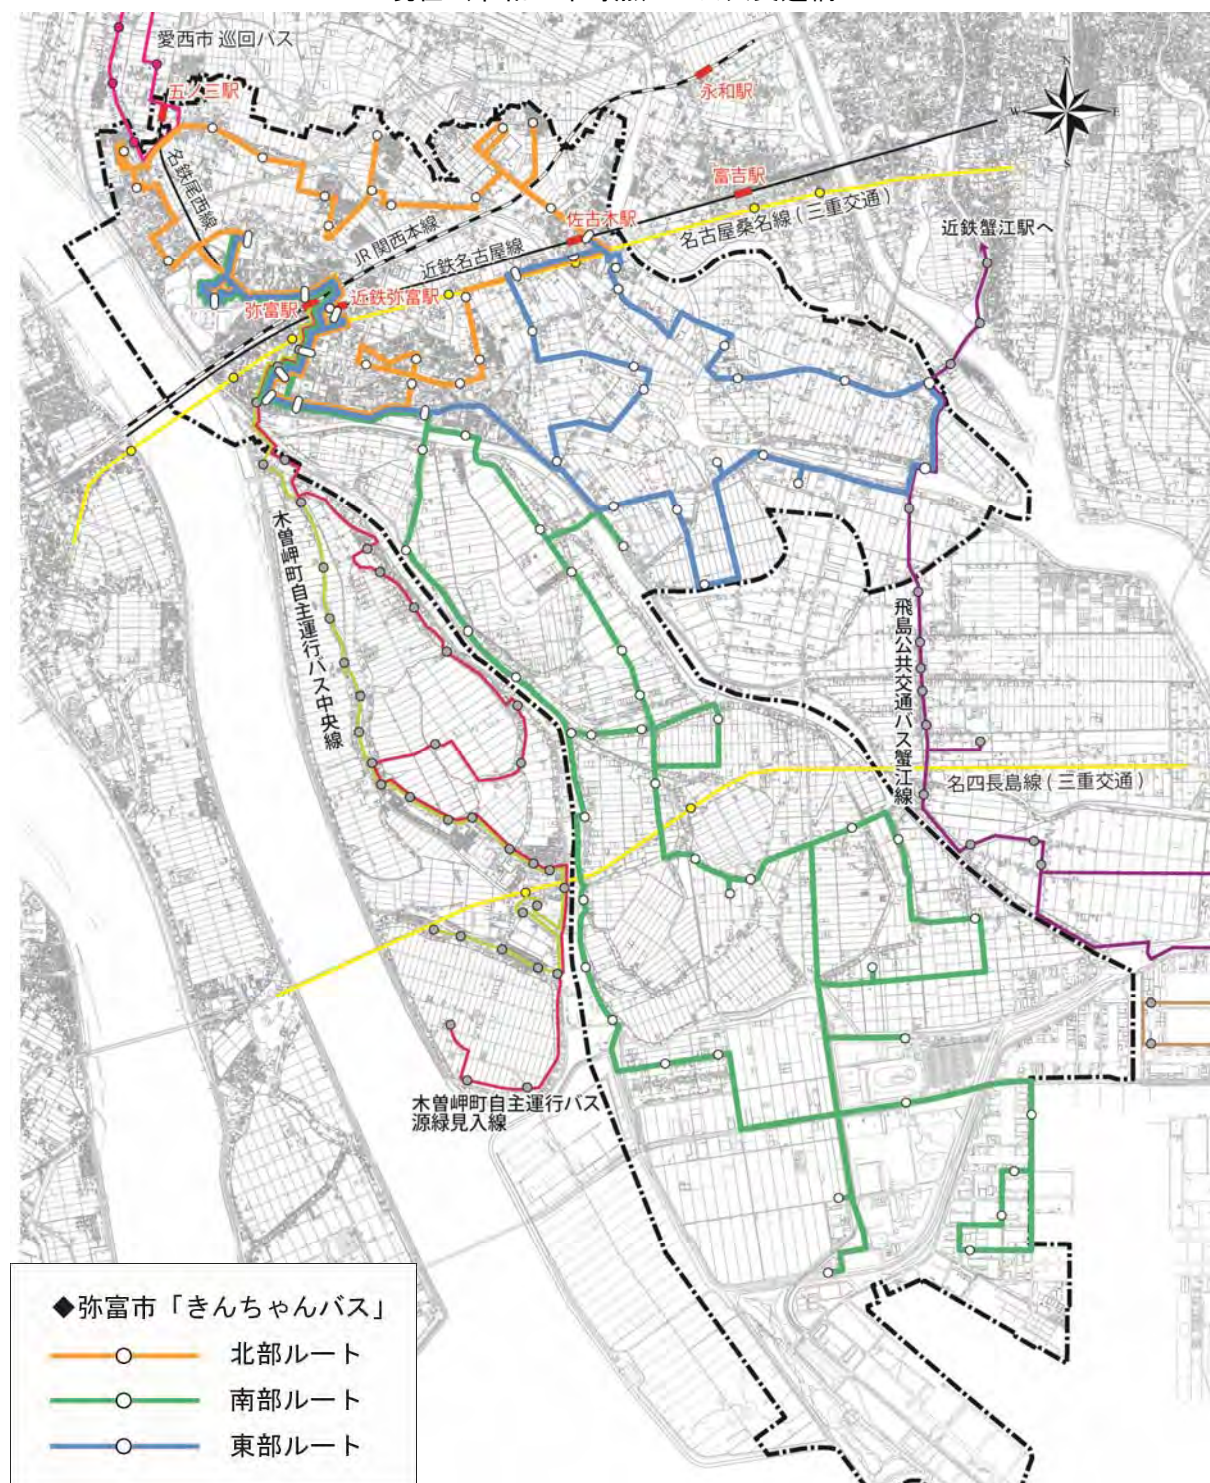 愛西市 巡回バス
五ノ三駅
永和駅
N
W
E
S
名鉄尾西線
富吉駅
佐古木駅
名古屋桑名線(三重交通)
近鉄蟹江駅へ
JR関西本線
近鉄名古屋線
弥富駅
近鉄弥富駅
木曽岬町自主運行バス中央線
飛島公共交通バス蟹江線
名四長島線(三重交通)
木曽岬町自主運行バス
源緑見入線
◆弥富市「きんちゃんバス」
北部ルート
南部ルート
東部ルート